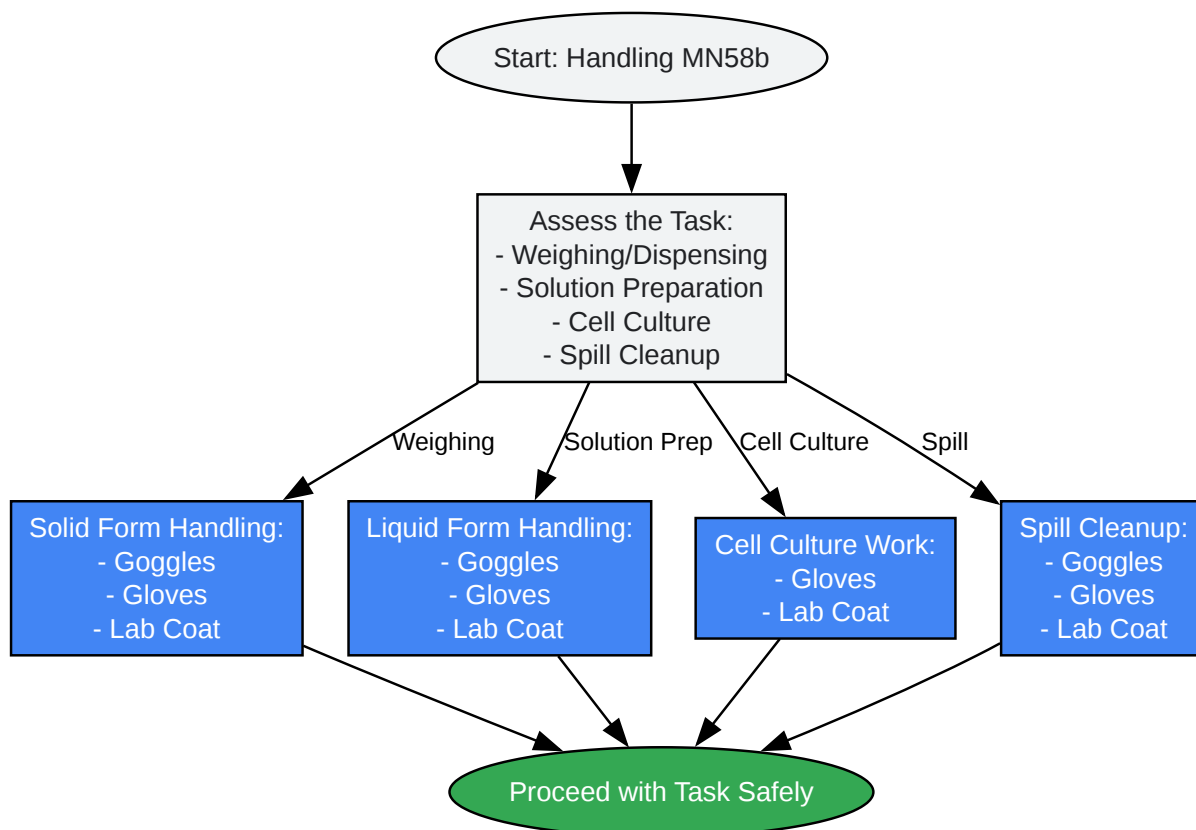 Start: Handling MN58b
Assess the Task:
- Weighing/Dispensing
- Solution Preparation
- Cell Culture
- Spill Cleanup
Weighing
Solution Prep
Cell Culture
Spill
Solid Form Handling:
- Goggles
- Gloves
- Lab Coat
Liquid Form Handling:
- Goggles
- Gloves
- Lab Coat
Cell Culture Work:
- Gloves
- Lab Coat
Spill Cleanup:
- Goggles
- Gloves
- Lab Coat
Proceed with Task Safely